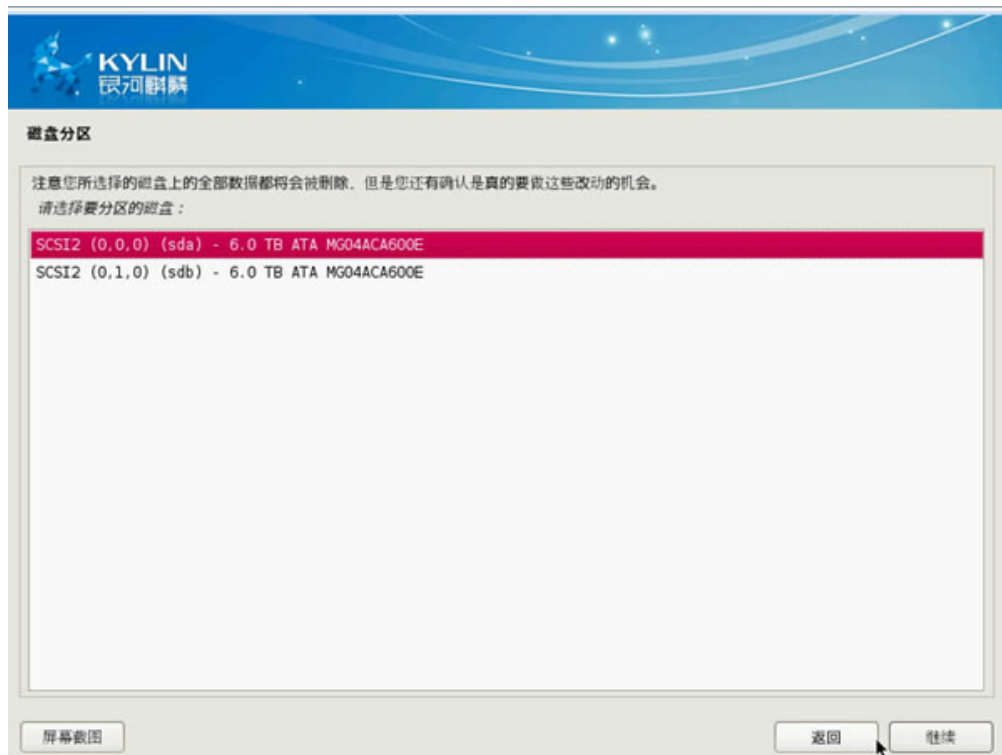 KYLIN
银河麒麟
磁盘分区
注意您所选择的磁盘上的全部数据都将会被删除，但是您还有确认是真的要做这些改动的机会。
请选择要分区的磁盘：
SCSI2 (0,0,0) (sda) - 6.0 TB ATA MG04ACA600E
SCSI2 (0,1,0) (sdb) - 6.0 TB ATA MG04ACA600E
屏幕截图
返回
继续